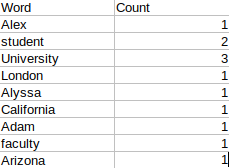 Word Count
Alex 1
student 2
University 3
London 1
Alyssa 1
California 1
Adam 1
faculty 1
Arizona 1